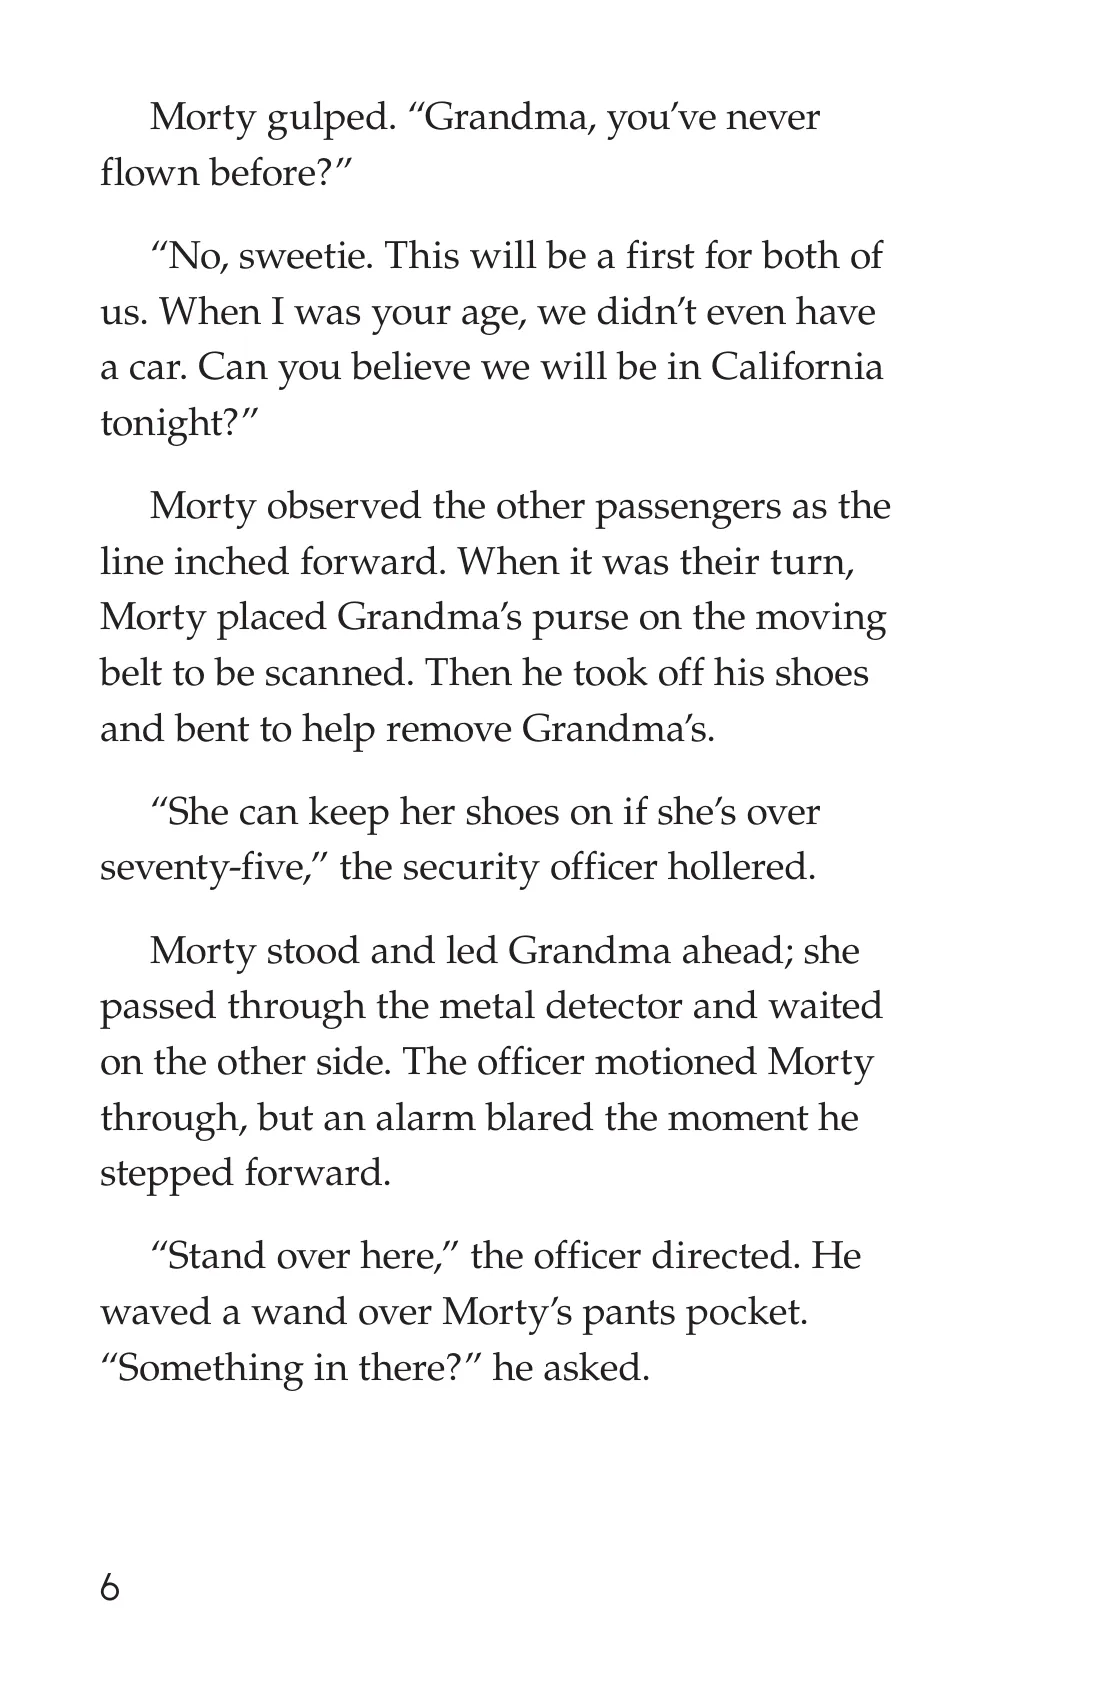 Morty gulped. “Grandma, you’ve never
flown before?”
“No, sweetie. This will be a first for both of
us. When I was your age, we didn’t even have
a car. Can you believe we will be in California
tonight?”
Morty observed the other passengers as the
line inched forward. When it was their turn,
Morty placed Grandma’s purse on the moving
belt to be scanned. Then he took off his shoes
and bent to help remove Grandma’s.
“She can keep her shoes on if she’s over
seventy-five,” the security officer hollered.
Morty stood and led Grandma ahead; she
passed through the metal detector and waited
on the other side. The officer motioned Morty
through, but an alarm blared the moment he
stepped forward.
“Stand over here,” the officer directed. He
waved a wand over Morty’s pants pocket.
“Something in there?” he asked.
6